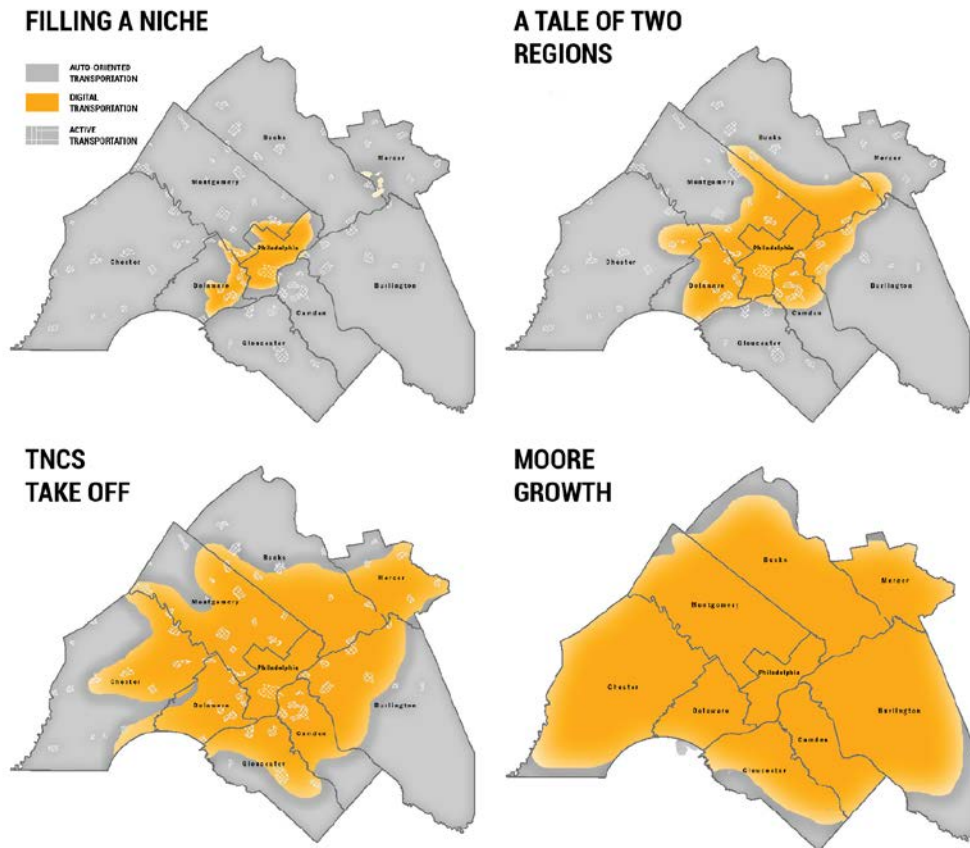 FILLING A NICHE
AUTO-ORIENTED
TRANSPORTATION
DIGITAL
TRANSPORTATION
ACTIVE
TRANSPORTATION
Bucks
Mercer
Montgomery
Philadelphia
Chester
Delaware
Burlington
Camden
Gloucester
A TALE OF TWO
REGIONS
Bucks
Mercer
Montgomery
Philadelphia
Chester
Delaware
Burlington
Camden
Gloucester
TNCS
TAKE OFF
Bucks
Mercer
Montgomery
Philadelphia
Chester
Delaware
Burlington
Camden
Gloucester
MOORE
GROWTH
Bucks
Mercer
Montgomery
Philadelphia
Chester
Delaware
Burlington
Camden
Gloucester